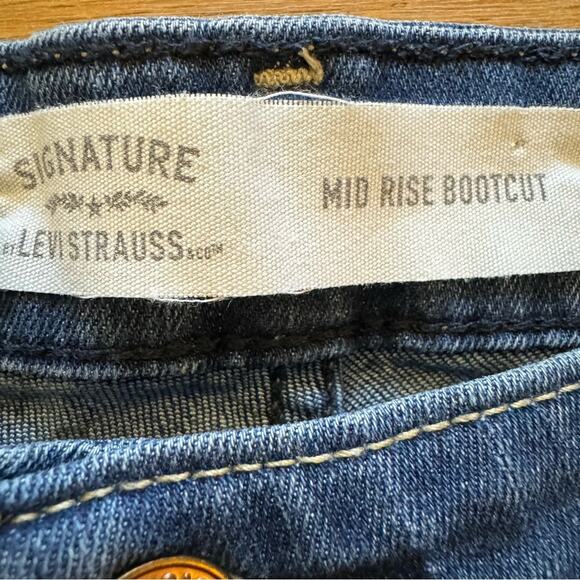 SIGNATURE
BY LEVI STRAUSS & CO™
MID RISE BOOTCUT